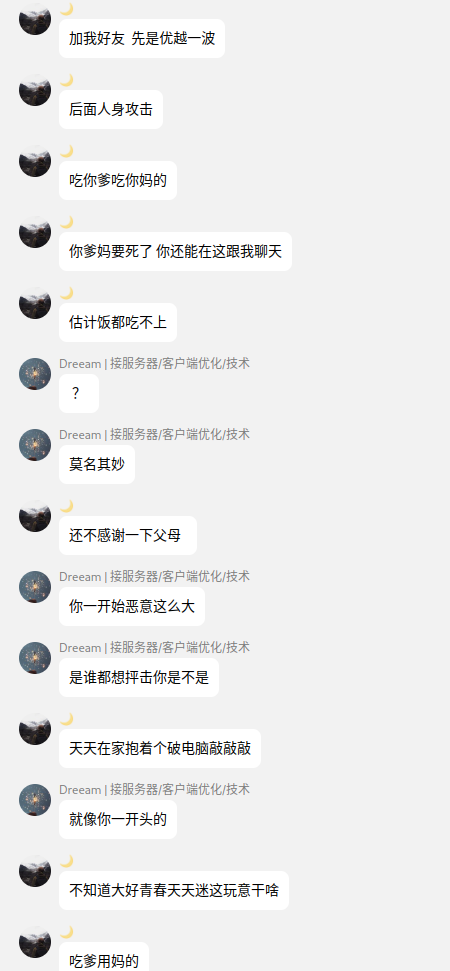 🌙
加我好友 先是优越一波
🌙
后面人身攻击
🌙
吃你爹吃你妈的
🌙
你爹妈要死了 你还能在这跟我聊天
🌙
估计饭都吃不上
Dreeam | 接服务器/客户端优化/技术
？
Dreeam | 接服务器/客户端优化/技术
莫名其妙
🌙
还不感谢一下父母
Dreeam | 接服务器/客户端优化/技术
你一开始恶意这么大
Dreeam | 接服务器/客户端优化/技术
是谁都想抨击你是不是
🌙
天天在家抱着个破电脑敲敲敲
Dreeam | 接服务器/客户端优化/技术
就像你一开头的
🌙
不知道大好青春天天迷这玩意干啥
🌙
吃爹用妈的